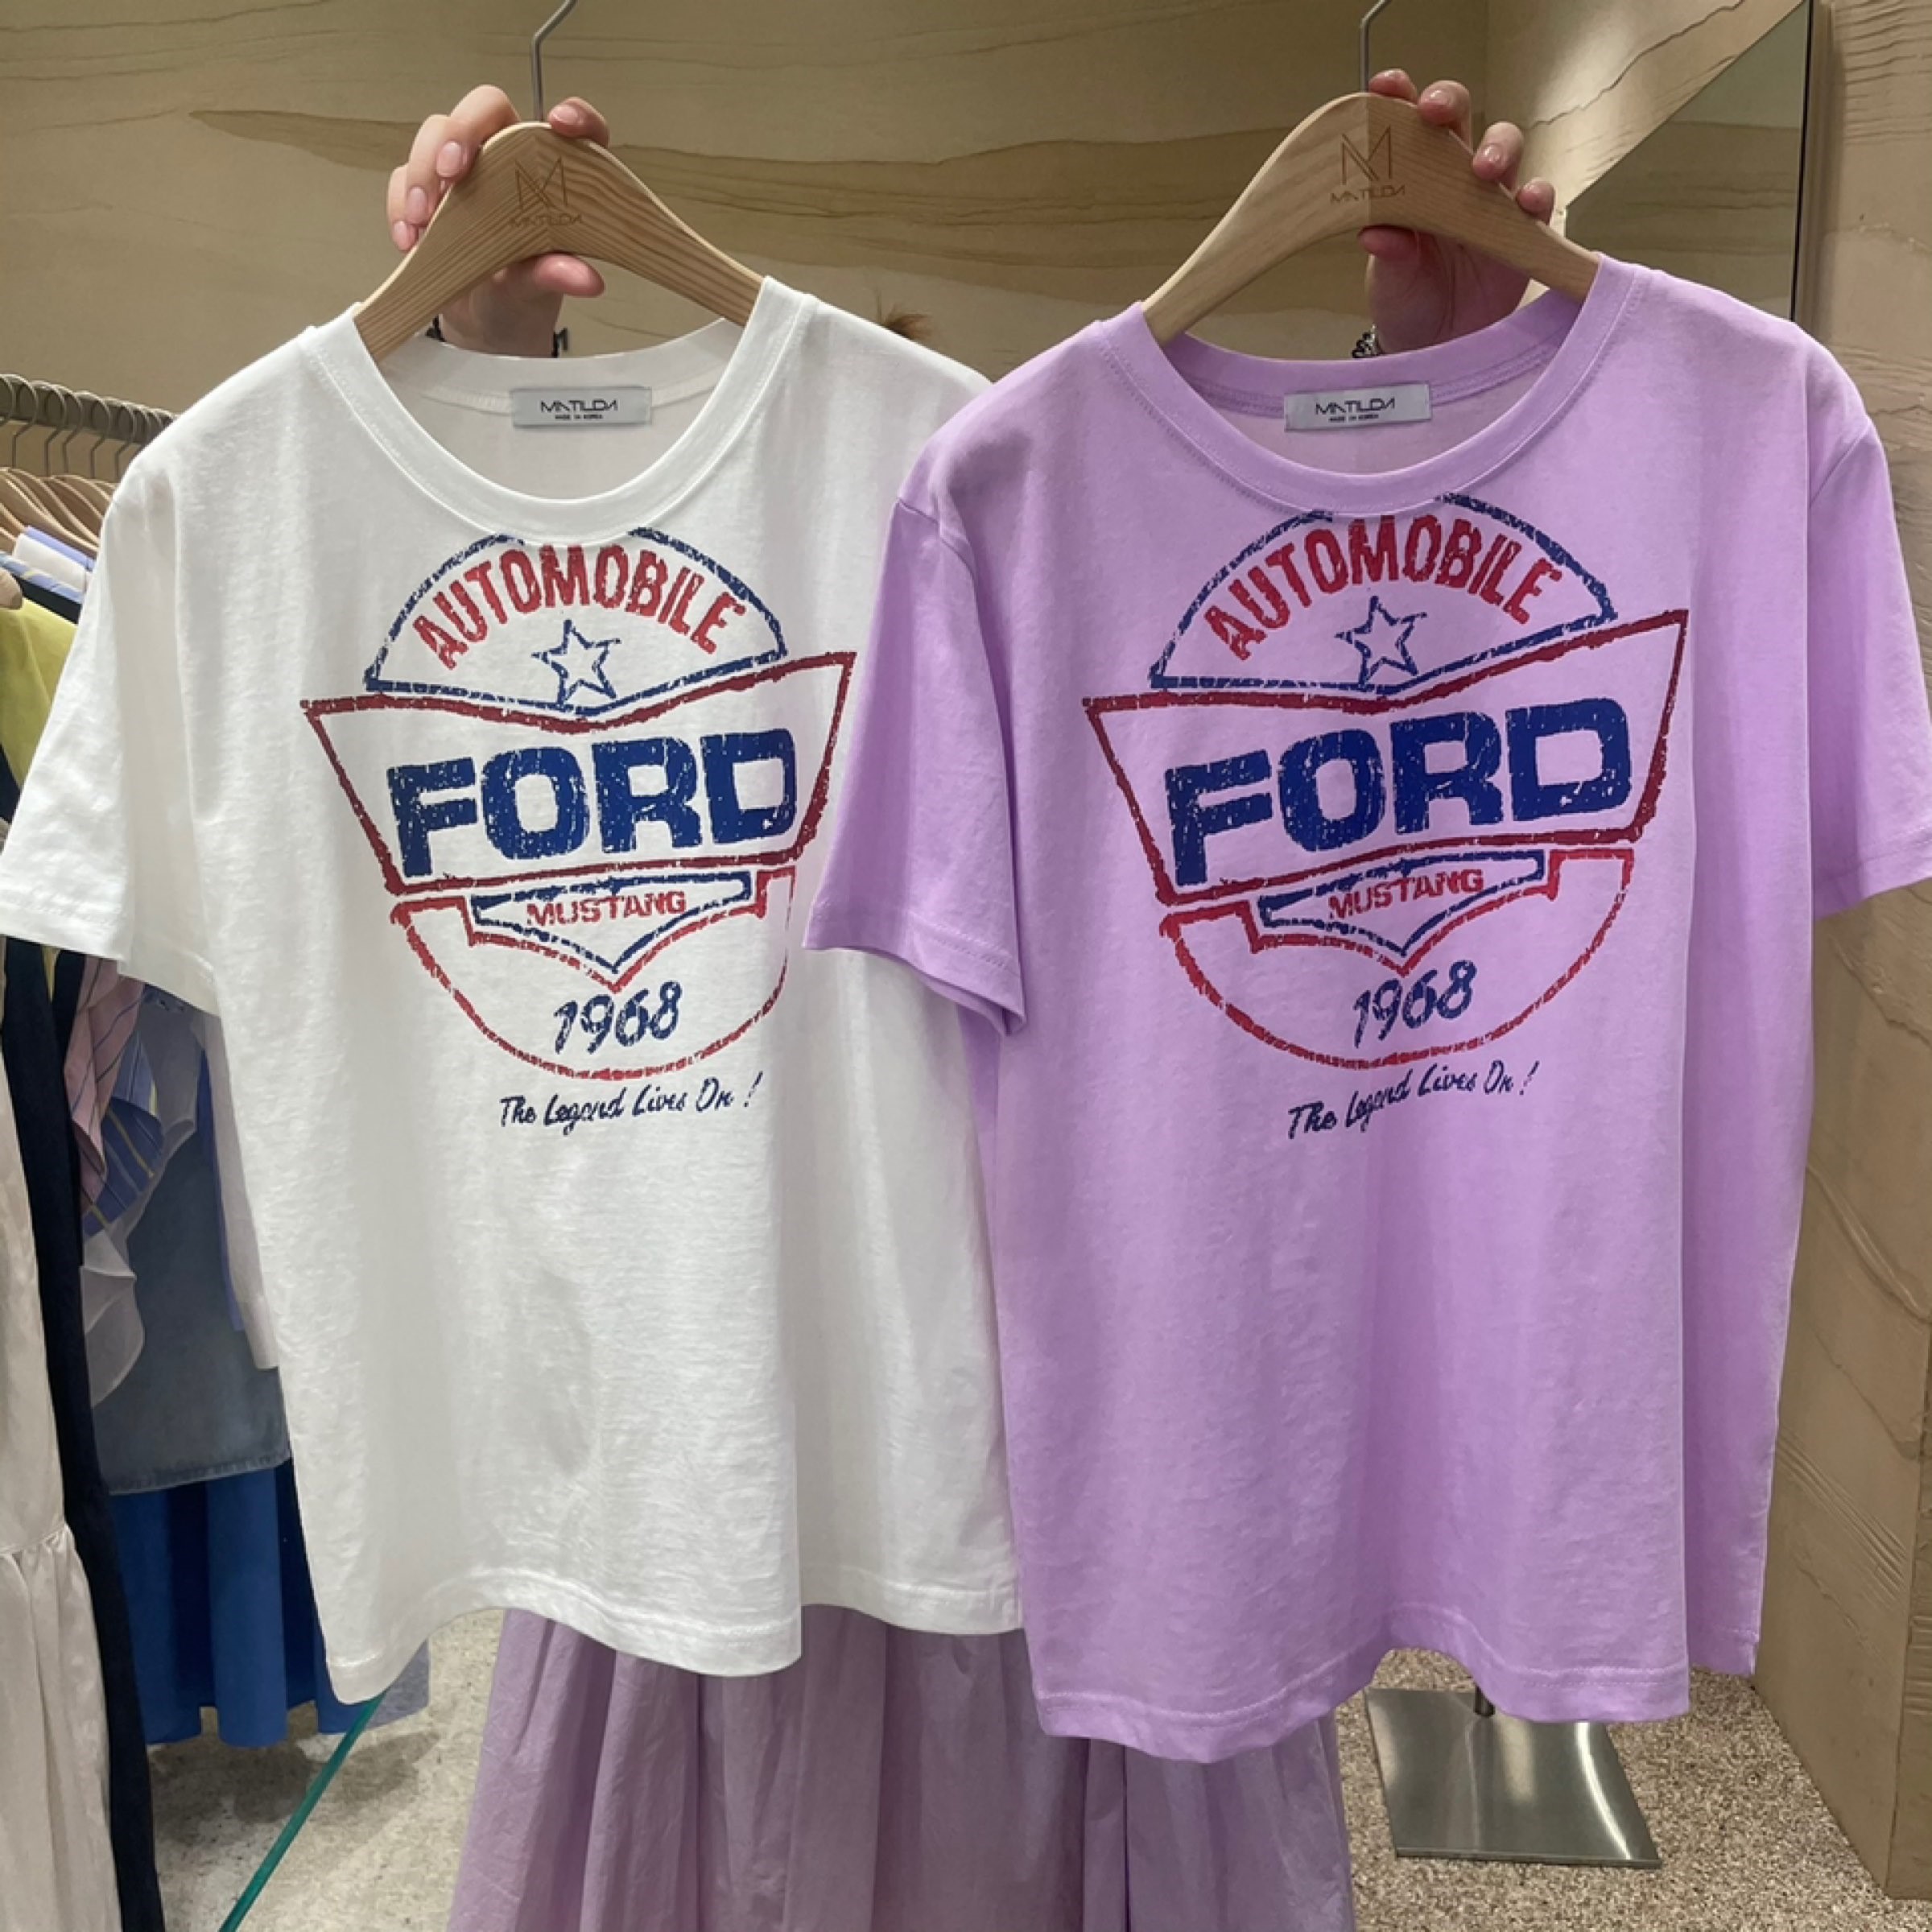 MATILDA
MATILDA
MATILDA
MADE IN KOREA
AUTOMOBILE
FORD
MUSTANG
1968
The Legend Lives On !
MATILDA
MADE IN KOREA
AUTOMOBILE
FORD
MUSTANG
1968
The Legend Lives On !